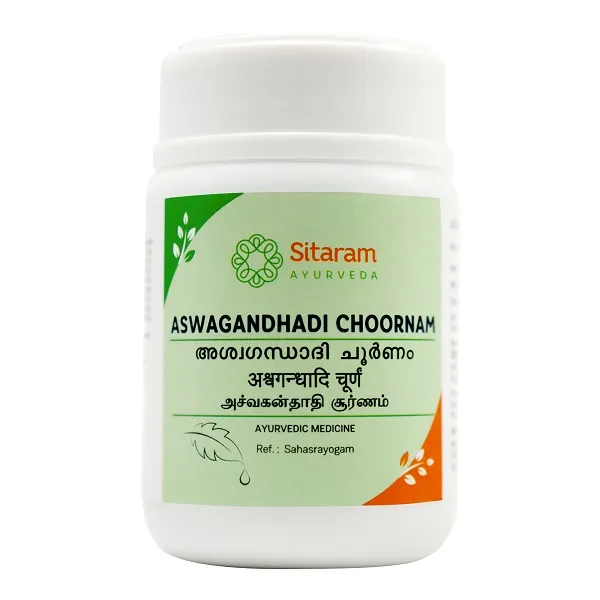 Sitaram
AYURVEDA
ASWAGANDHADI CHOORNAM
അശ്വഗന്ധാദി ചൂർണം
अश्वगन्धादि चूर्णं
அச்வகன்தாதி சூர்ணம்
AYURVEDIC MEDICINE
Ref.: Sahasrayogam